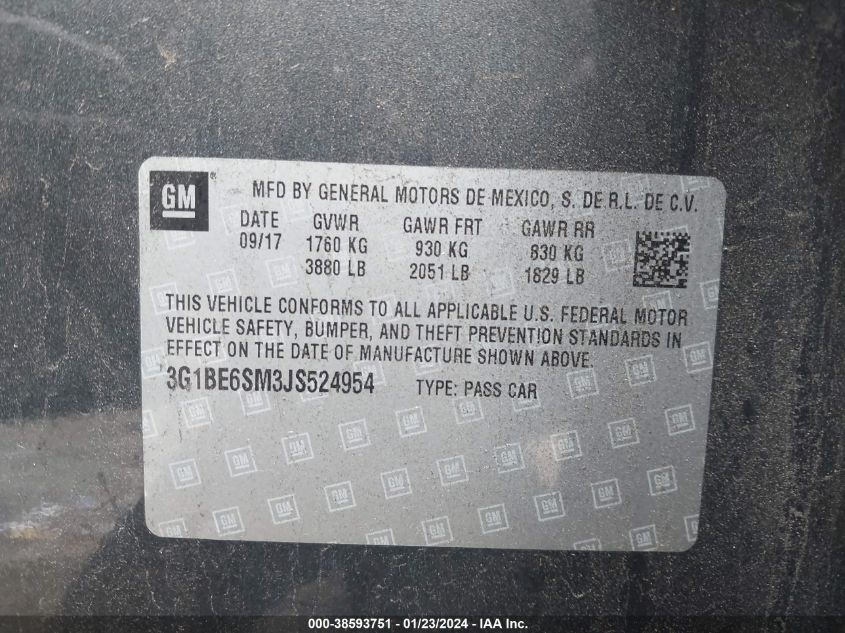 GM ® MFD BY GENERAL MOTORS DE MEXICO, S. DE R.L. DE C.V.
DATE GVWR GAWR FRT GAWR RR
09/17 1760 KG 930 KG 830 KG
3880 LB 2051 LB 1829 LB
THIS VEHICLE CONFORMS TO ALL APPLICABLE U.S. FEDERAL MOTOR
VEHICLE SAFETY, BUMPER, AND THEFT PREVENTION STANDARDS IN
EFFECT ON THE DATE OF MANUFACTURE SHOWN ABOVE.
3G1BE6SM3JS524954 TYPE: PASS CAR
000-38593751 - 01/23/2024 - IAA Inc.